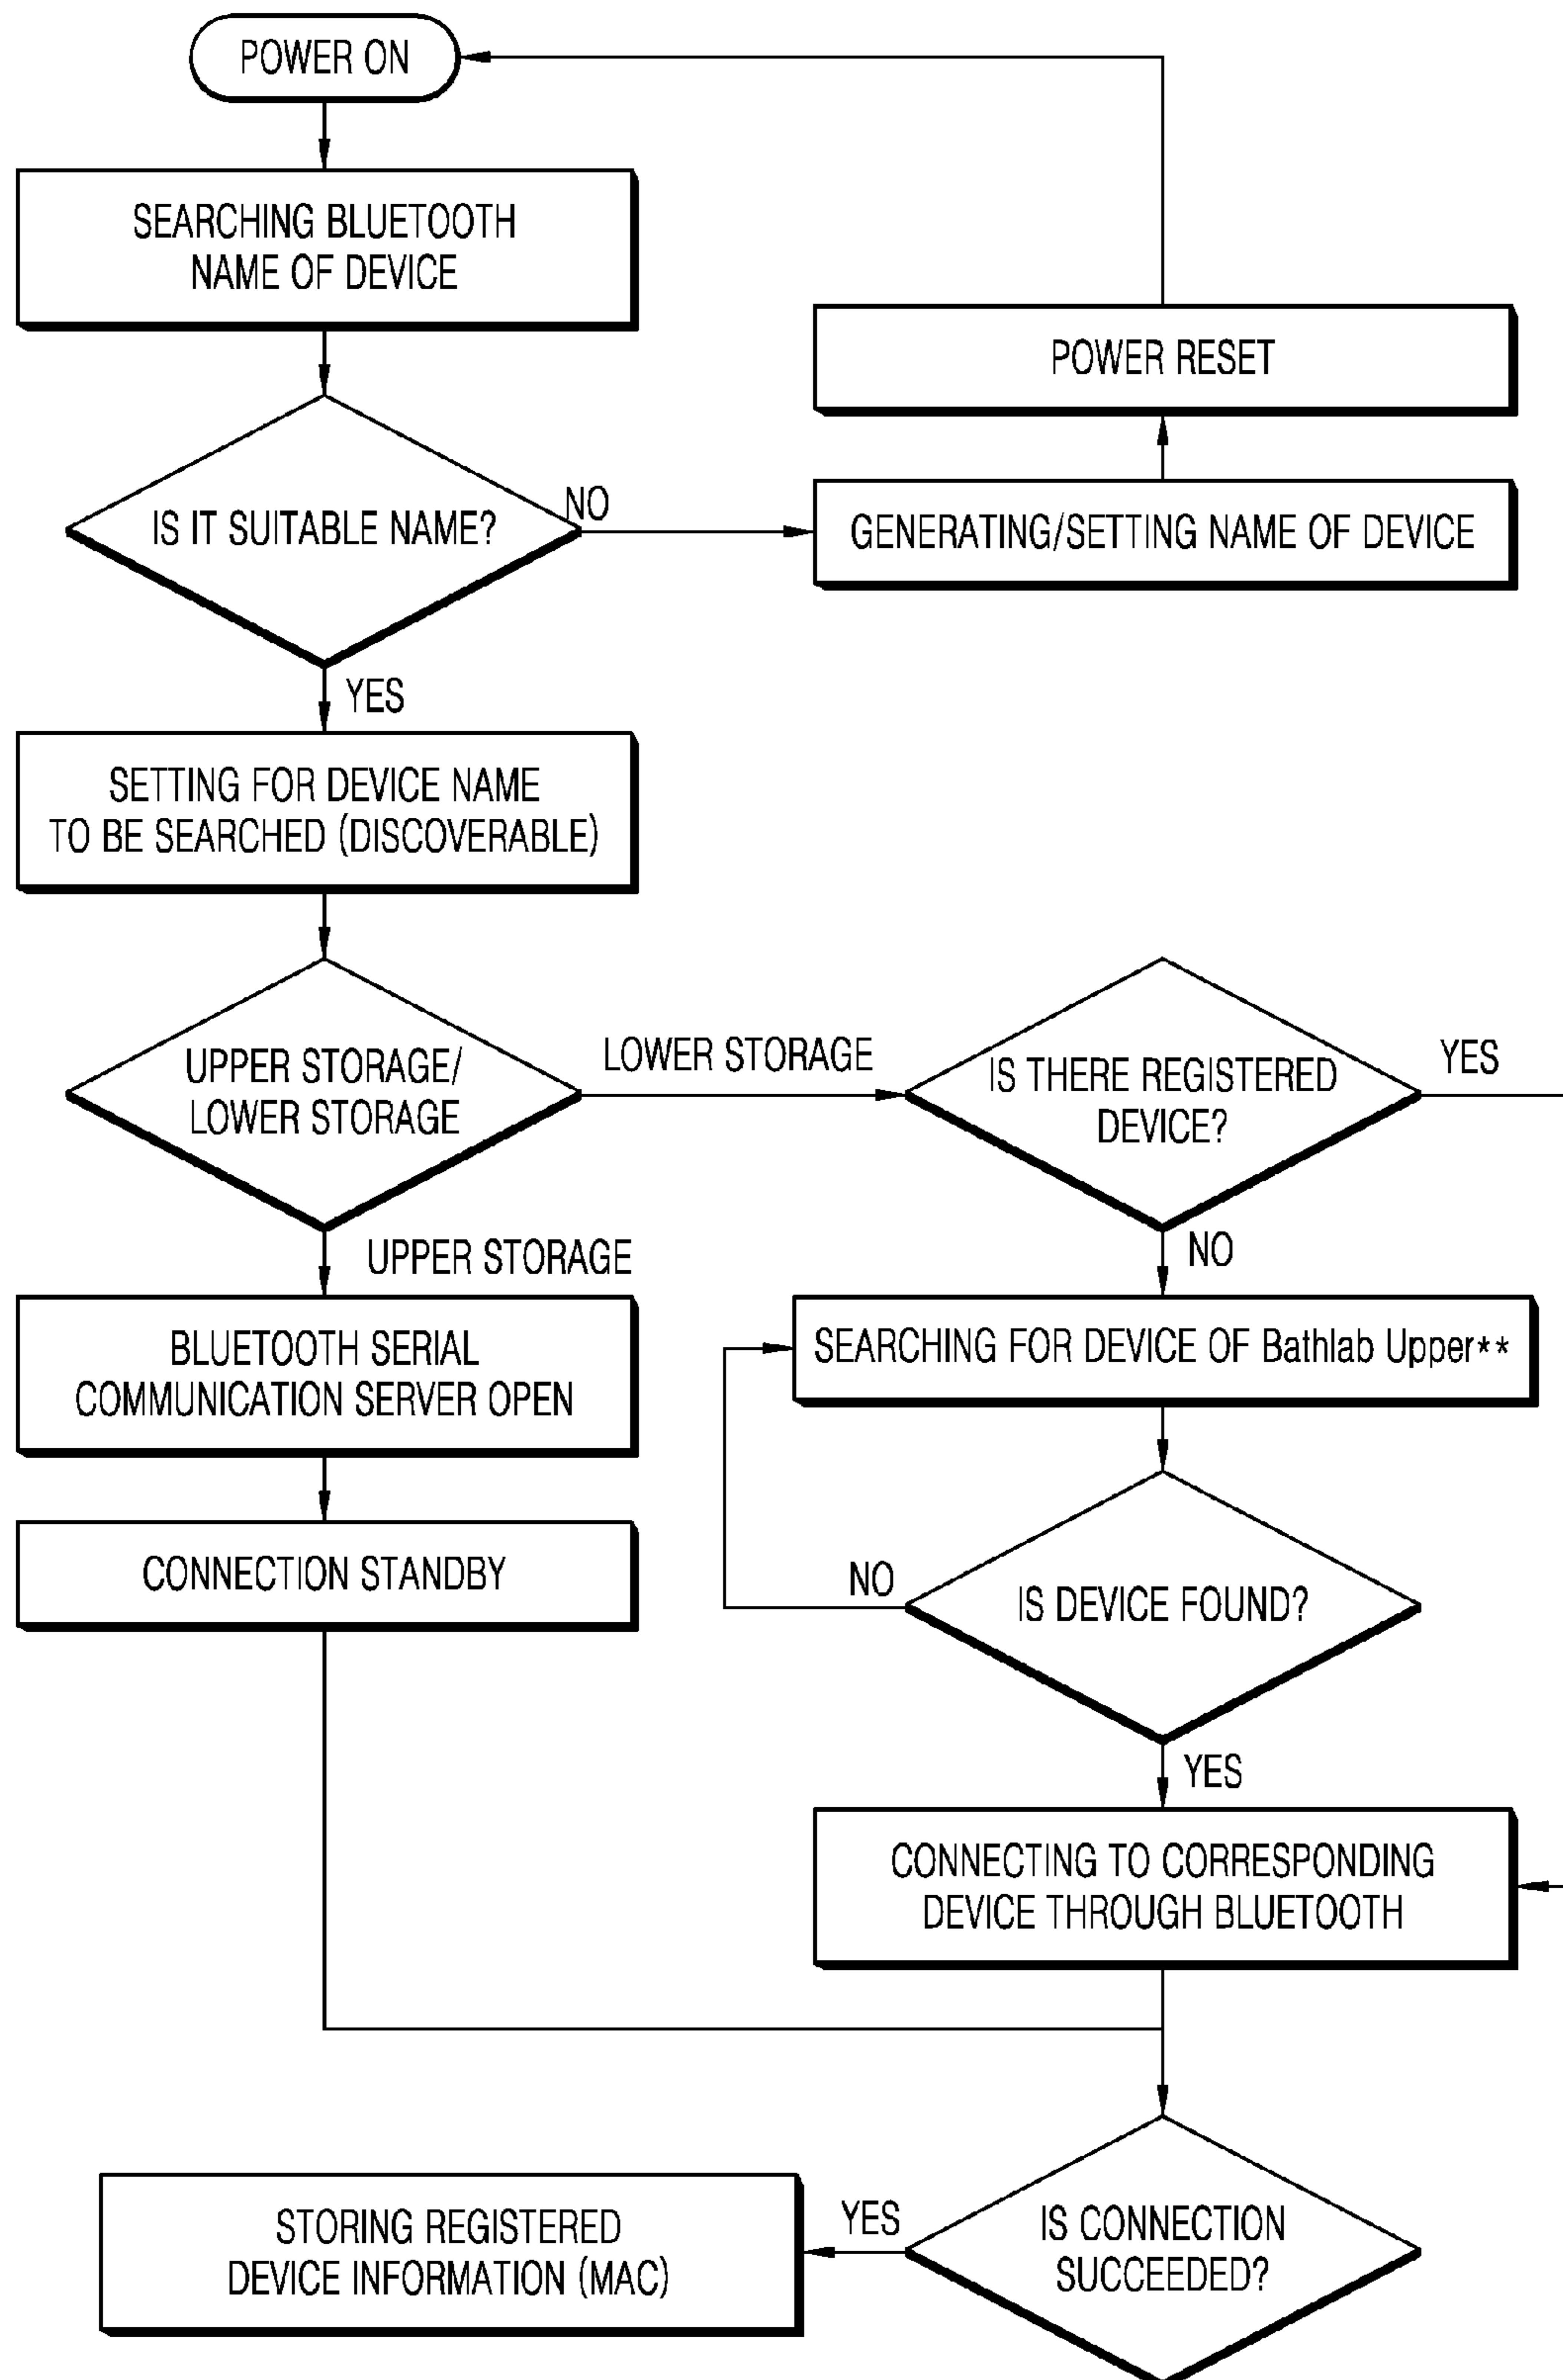 POWER ON
SEARCHING BLUETOOTH
NAME OF DEVICE
POWER RESET
IS IT SUITABLE NAME?
NO
GENERATING/SETTING NAME OF DEVICE
YES
SETTING FOR DEVICE NAME
TO BE SEARCHED (DISCOVERABLE)
UPPER STORAGE/
LOWER STORAGE
LOWER STORAGE
IS THERE REGISTERED
DEVICE?
YES
UPPER STORAGE
NO
BLUETOOTH SERIAL
COMMUNICATION SERVER OPEN
SEARCHING FOR DEVICE OF Bathlab Upper**
CONNECTION STANDBY
NO
IS DEVICE FOUND?
YES
CONNECTING TO CORRESPONDING
DEVICE THROUGH BLUETOOTH
STORING REGISTERED
DEVICE INFORMATION (MAC)
YES
IS CONNECTION
SUCCEEDED?